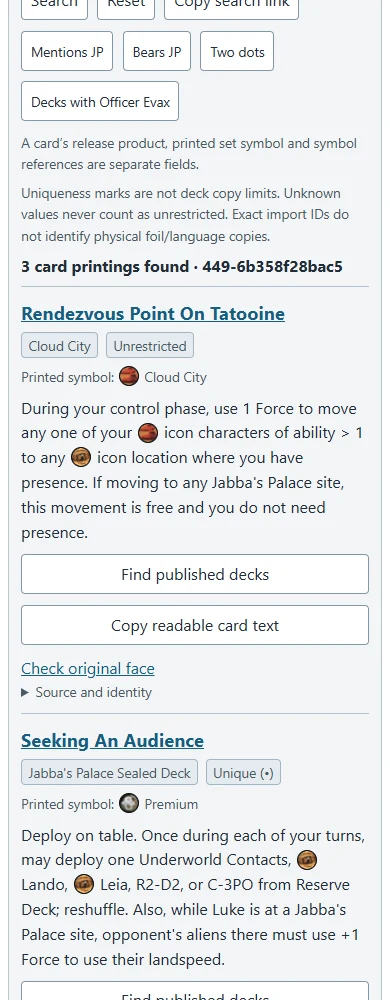 Search Reset Copy search link
Mentions JP Bears JP Two dots
Decks with Officer Evax
A card's release product, printed set symbol and symbol
references are separate fields.
Uniqueness marks are not deck copy limits. Unknown
values never count as unrestricted. Exact import IDs do
not identify physical foil/language copies.
3 card printings found · 449-6b358f28bac5
Rendezvous Point On Tatooine
Cloud City Unrestricted
Printed symbol: Cloud City
During your control phase, use 1 Force to move
any one of your icon characters of ability > 1
to any icon location where you have
presence. If moving to any Jabba's Palace site,
this movement is free and you do not need
presence.
Find published decks
Copy readable card text
Check original face
▶ Source and identity
Seeking An Audience
Jabba's Palace Sealed Deck Unique (•)
Printed symbol: Premium
Deploy on table. Once during each of your turns,
may deploy one Underworld Contacts,
Lando, Leia, R2-D2, or C-3PO from Reserve
Deck; reshuffle. Also, while Luke is at a Jabba's
Palace site, opponent's aliens there must use +1
Force to use their landspeed.
Find published decks